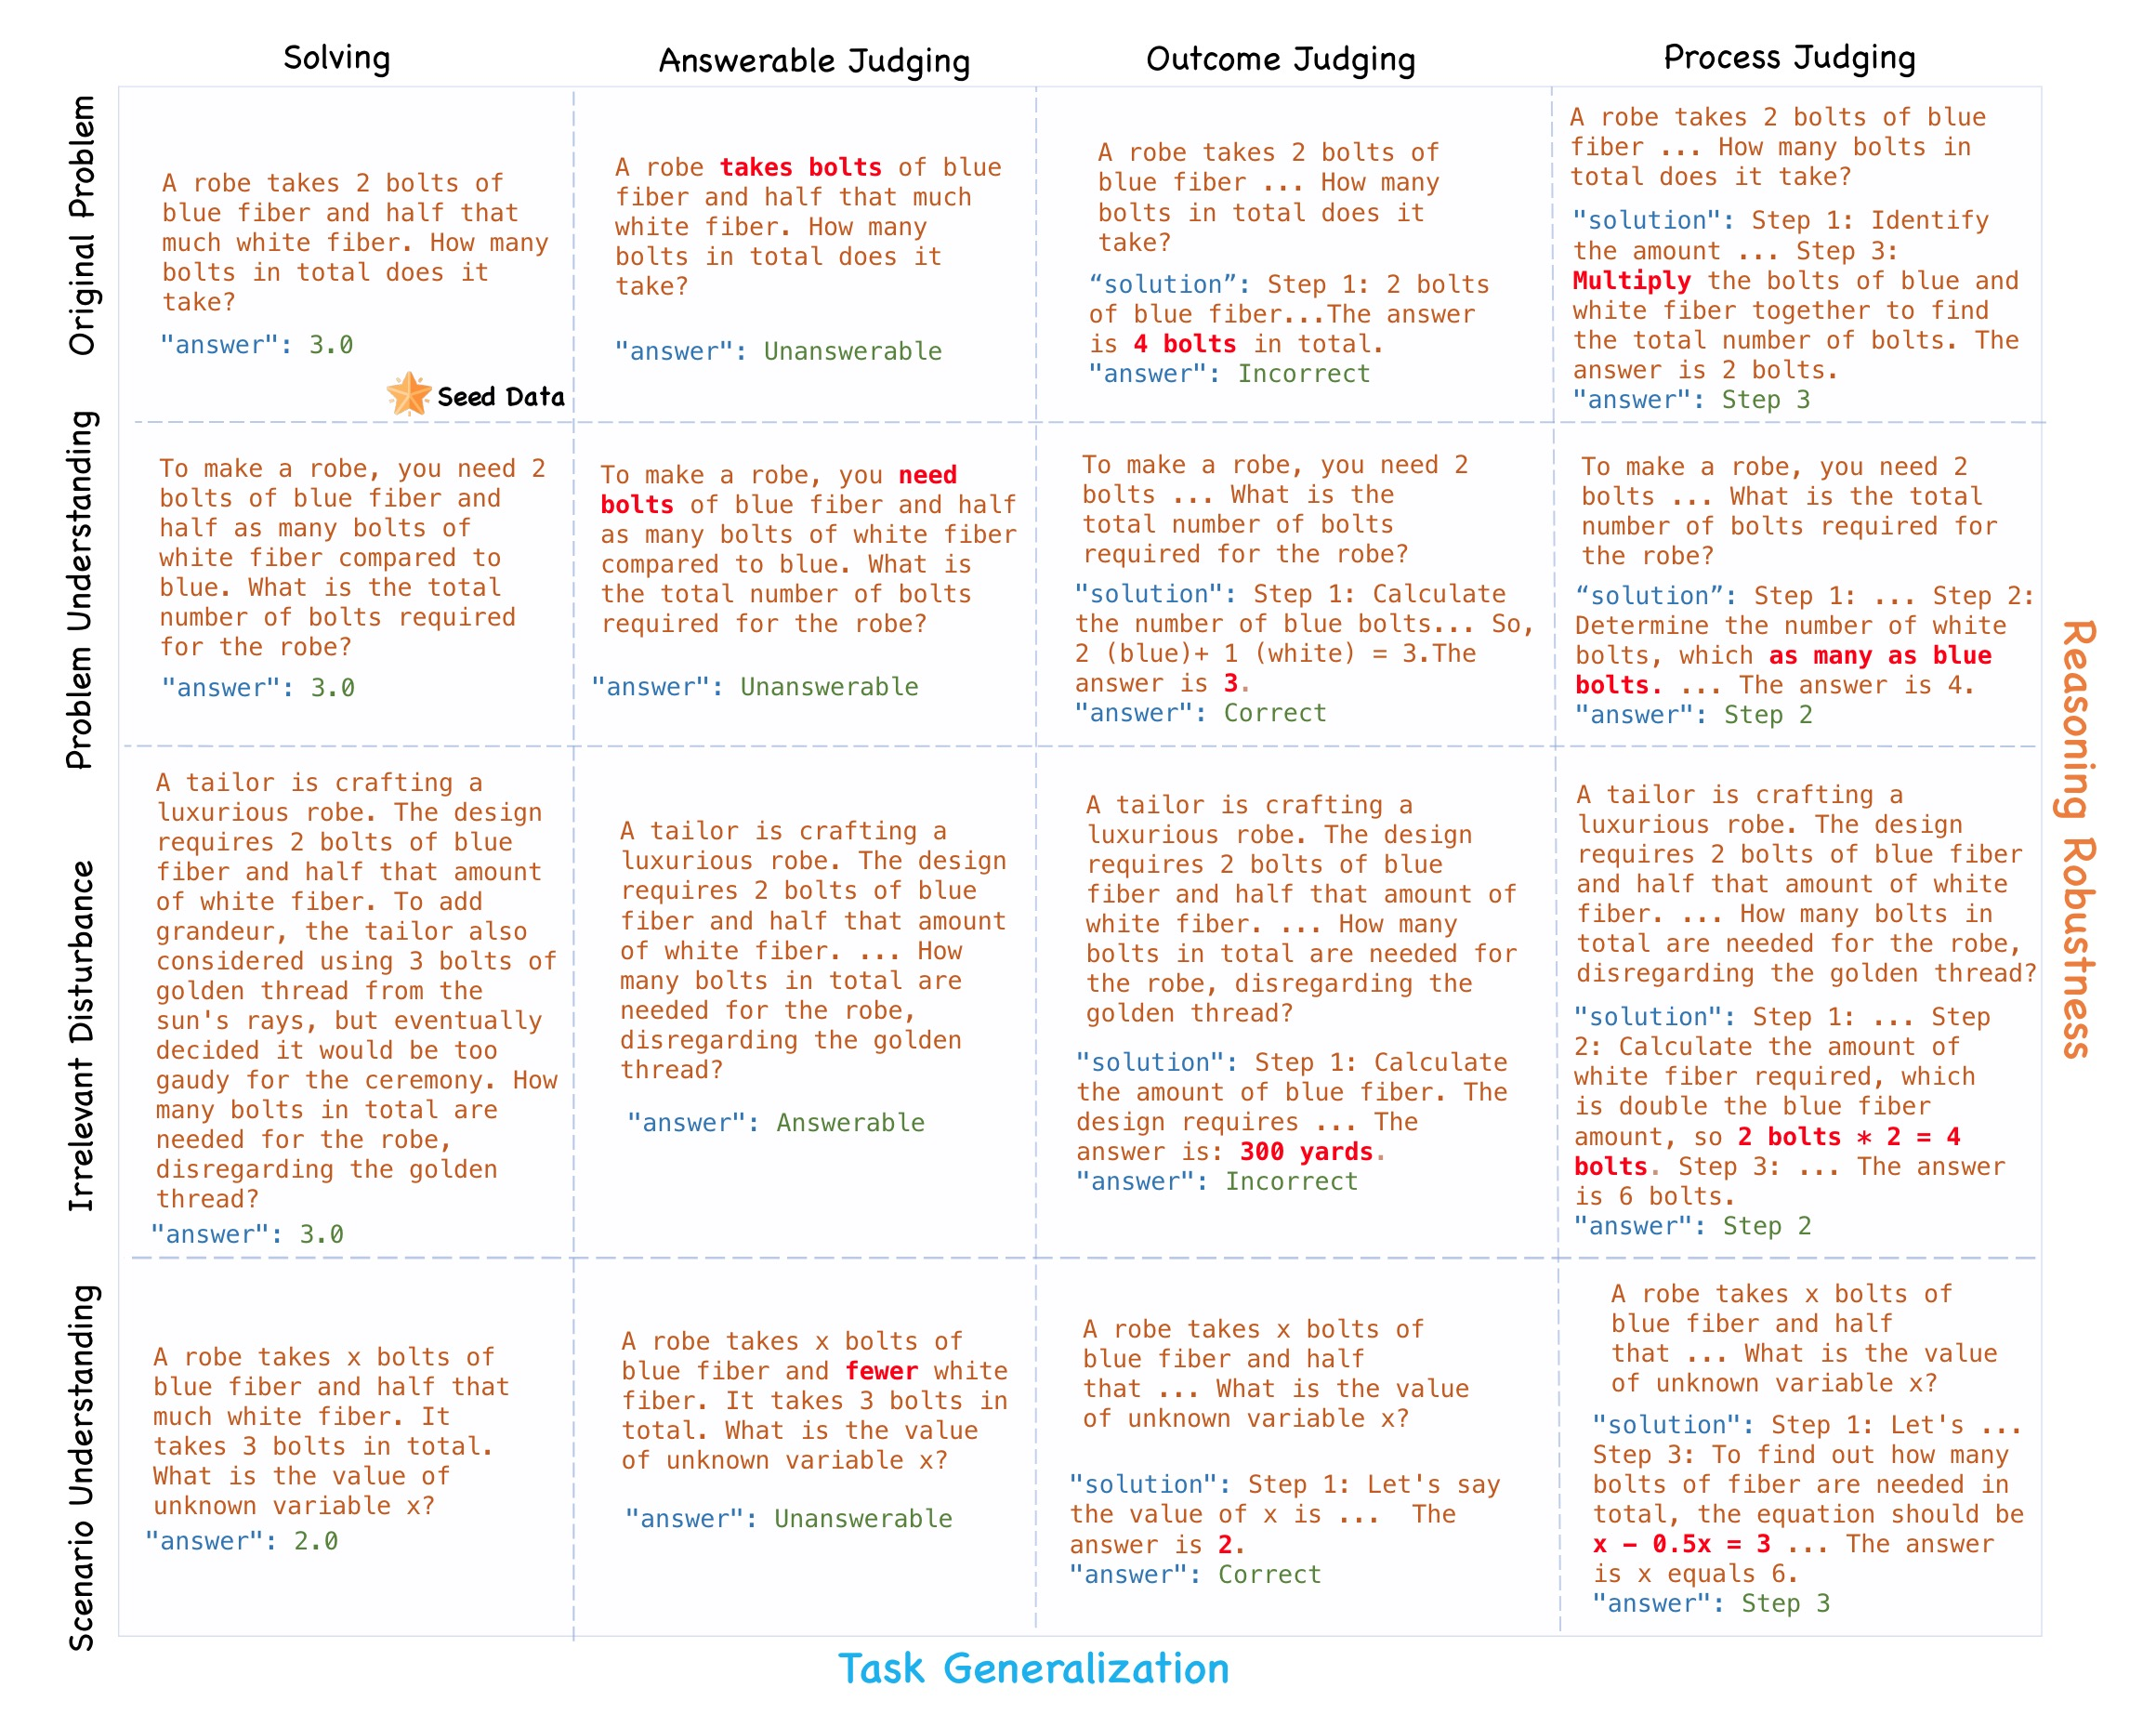 Solving
Answerable Judging
Outcome Judging
Process Judging
Original Problem
A robe takes 2 bolts of
blue fiber and half that
much white fiber. How many
bolts in total does it
take?
"answer": 3.0
Seed Data
A robe takes bolts of blue
fiber and half that much
white fiber. How many
bolts in total does it
take?
"answer": Unanswerable
A robe takes 2 bolts of
blue fiber ... How many
bolts in total does it
take?
“solution”: Step 1: 2 bolts
of blue fiber...The answer
is 4 bolts in total.
"answer": Incorrect
A robe takes 2 bolts of blue
fiber ... How many bolts in
total does it take?
"solution": Step 1: Identify
the amount ... Step 3:
Multiply the bolts of blue and
white fiber together to find
the total number of bolts. The
answer is 2 bolts.
"answer": Step 3
Problem Understanding
To make a robe, you need 2
bolts of blue fiber and
half as many bolts of
white fiber compared to
blue. What is the total
number of bolts required
for the robe?
"answer": 3.0
To make a robe, you need
bolts of blue fiber and half
as many bolts of white fiber
compared to blue. What is
the total number of bolts
required for the robe?
"answer": Unanswerable
To make a robe, you need 2
bolts ... What is the
total number of bolts
required for the robe?
"solution": Step 1: Calculate
the number of blue bolts... So,
2 (blue)+ 1 (white) = 3.The
answer is 3.
"answer": Correct
To make a robe, you need 2
bolts ... What is the total
number of bolts required for
the robe?
“solution”: Step 1: ... Step 2:
Determine the number of white
bolts, which as many as blue
bolts. ... The answer is 4.
"answer": Step 2
Irrelevant Disturbance
A tailor is crafting a
luxurious robe. The design
requires 2 bolts of blue
fiber and half that amount
of white fiber. To add
grandeur, the tailor also
considered using 3 bolts of
golden thread from the
sun's rays, but eventually
decided it would be too
gaudy for the ceremony. How
many bolts in total are
needed for the robe,
disregarding the golden
thread?
"answer": 3.0
A tailor is crafting a
luxurious robe. The design
requires 2 bolts of blue
fiber and half that amount
of white fiber. ... How
many bolts in total are
needed for the robe,
disregarding the golden
thread?
"answer": Answerable
A tailor is crafting a
luxurious robe. The design
requires 2 bolts of blue
fiber and half that amount of
white fiber. ... How many
bolts in total are needed for
the robe, disregarding the
golden thread?
"solution": Step 1: Calculate
the amount of blue fiber. The
design requires ... The
answer is: 300 yards.
"answer": Incorrect
A tailor is crafting a
luxurious robe. The design
requires 2 bolts of blue fiber
and half that amount of white
fiber. ... How many bolts in
total are needed for the robe,
disregarding the golden thread?
"solution": Step 1: ... Step
2: Calculate the amount of
white fiber required, which
is double the blue fiber
amount, so 2 bolts * 2 = 4
bolts. Step 3: ... The answer
is 6 bolts.
"answer": Step 2
Scenario Understanding
A robe takes x bolts of
blue fiber and half that
much white fiber. It
takes 3 bolts in total.
What is the value of
unknown variable x?
"answer": 2.0
A robe takes x bolts of
blue fiber and fewer white
fiber. It takes 3 bolts in
total. What is the value
of unknown variable x?
"answer": Unanswerable
A robe takes x bolts of
blue fiber and half
that ... What is the value
of unknown variable x?
"solution": Step 1: Let's say
the value of x is ... The
answer is 2.
"answer": Correct
A robe takes x bolts of
blue fiber and half
that ... What is the value
of unknown variable x?
"solution": Step 1: Let's ...
Step 3: To find out how many
bolts of fiber are needed in
total, the equation should be
x − 0.5x = 3 ... The answer
is x equals 6.
"answer": Step 3
Reasoning Robustness
Task Generalization